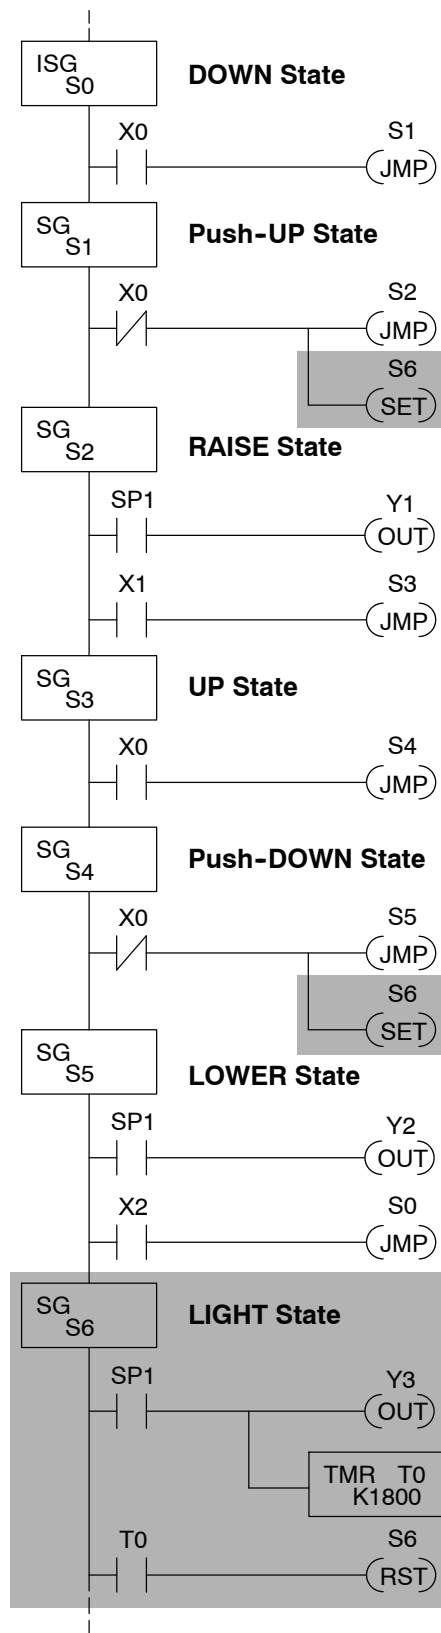 ISG
S0
DOWN State
X0
S1
JMP
SG
S1
Push-UP State
X0
S2
JMP
S6
SET
SG
S2
RAISE State
SP1
Y1
OUT
X1
S3
JMP
SG
S3
UP State
X0
S4
JMP
SG
S4
Push-DOWN State
X0
S5
JMP
S6
SET
SG
S5
LOWER State
SP1
Y2
OUT
X2
S0
JMP
SG
S6
LIGHT State
SP1
Y3
OUT
TMR T0
K1800
T0
S6
RST